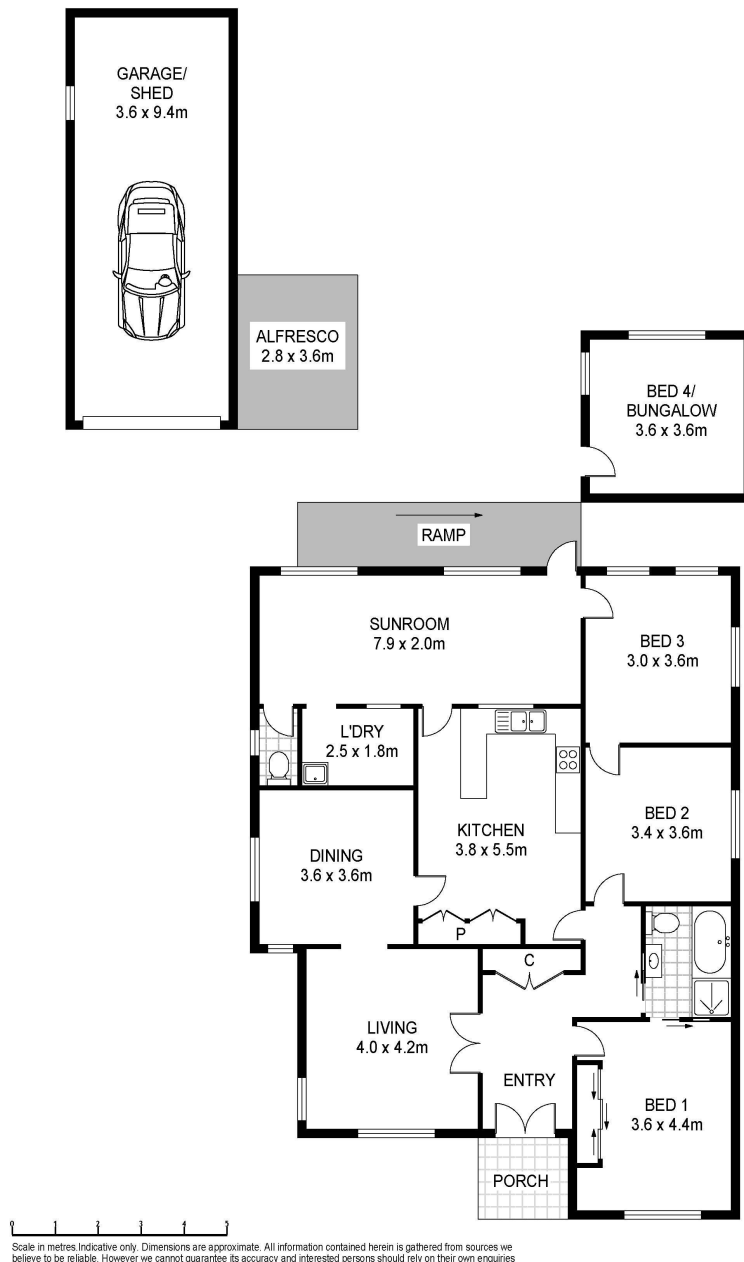 GARAGE/
SHED
3.6 x 9.4m
ALFRESCO
2.8 x 3.6m
BED 4/
BUNGALOW
3.6 x 3.6m
RAMP
SUNROOM
7.9 x 2.0m
BED 3
3.0 x 3.6m
L'DRY
2.5 x 1.8m
BED 2
3.4 x 3.6m
KITCHEN
3.8 x 5.5m
DINING
3.6 x 3.6m
P
C
LIVING
4.0 x 4.2m
ENTRY
BED 1
3.6 x 4.4m
PORCH
0 1 2 3 4 5
Scale in metres.Indicative only. Dimensions are approximate. All information contained herein is gathered from sources we
believe to be reliable. However we cannot guarantee its accuracy and interested persons should rely on their own enquiries